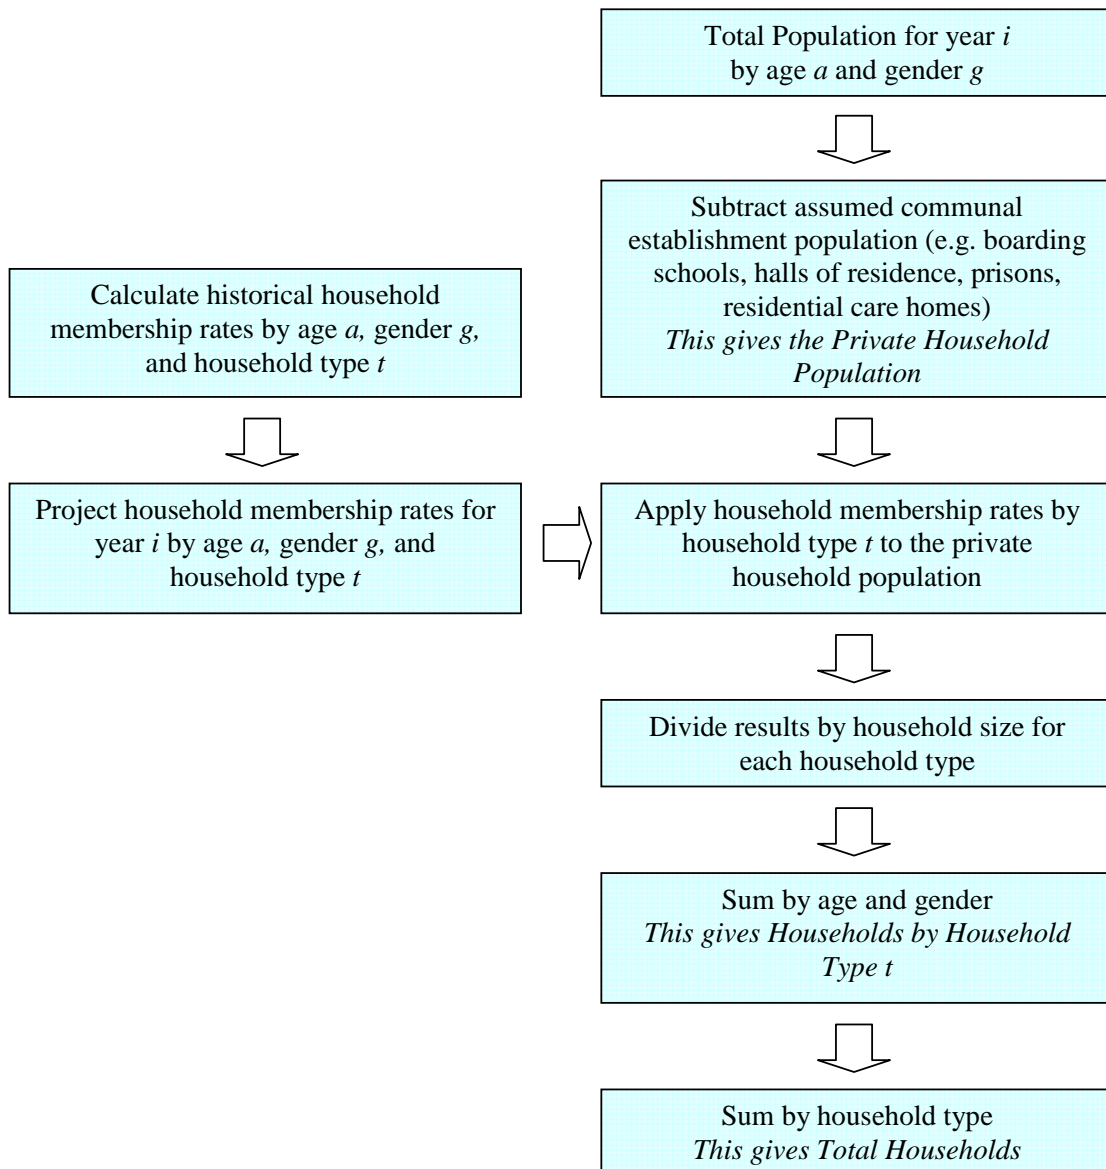 Total Population for year i
by age a and gender g
Subtract assumed communal
establishment population (e.g. boarding
schools, halls of residence, prisons,
residential care homes)
This gives the Private Household
Population
Calculate historical household
membership rates by age a, gender g,
and household type t
Project household membership rates for
year i by age a, gender g, and
household type t
Apply household membership rates by
household type t to the private
household population
Divide results by household size for
each household type
Sum by age and gender
This gives Households by Household
Type t
Sum by household type
This gives Total Households